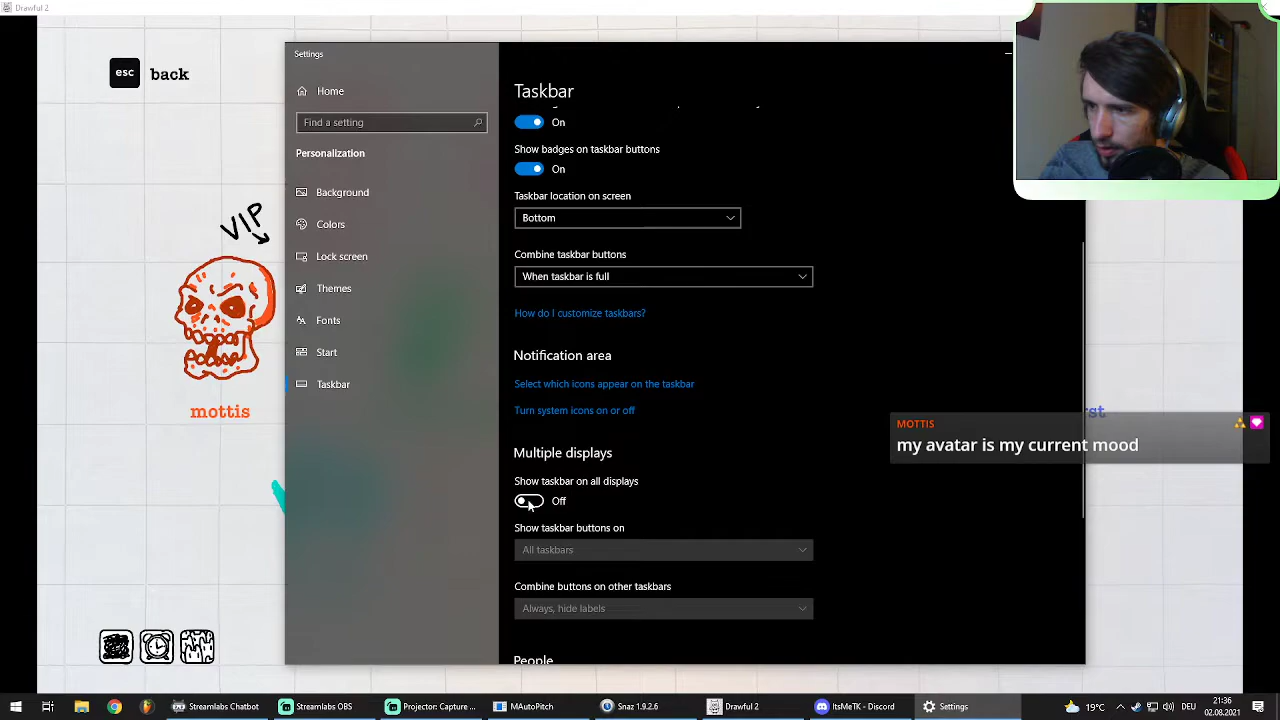 Drawful 2
esc back
Settings
Home
Find a setting
Personalization
Background
Colors
Lock screen
Themes
Fonts
Start
Taskbar
Taskbar
On
Show badges on taskbar buttons
On
Taskbar location on screen
Bottom
Combine taskbar buttons
When taskbar is full
How do I customize taskbars?
Notification area
Select which icons appear on the taskbar
Turn system icons on or off
Multiple displays
Show taskbar on all displays
Off
Show taskbar buttons on
All taskbars
Combine buttons on other taskbars
Always, hide labels
People
VIP
mottis
MOTTIS
my avatar is my current mood
Streamlabs Chatbot
Streamlabs OBS
Projector: Capture ...
MAutoPitch
Snaz 1.9.2.6
Drawful 2
ItsMeTK - Discord
Settings
19°C
DEU
21:36
02.08.2021